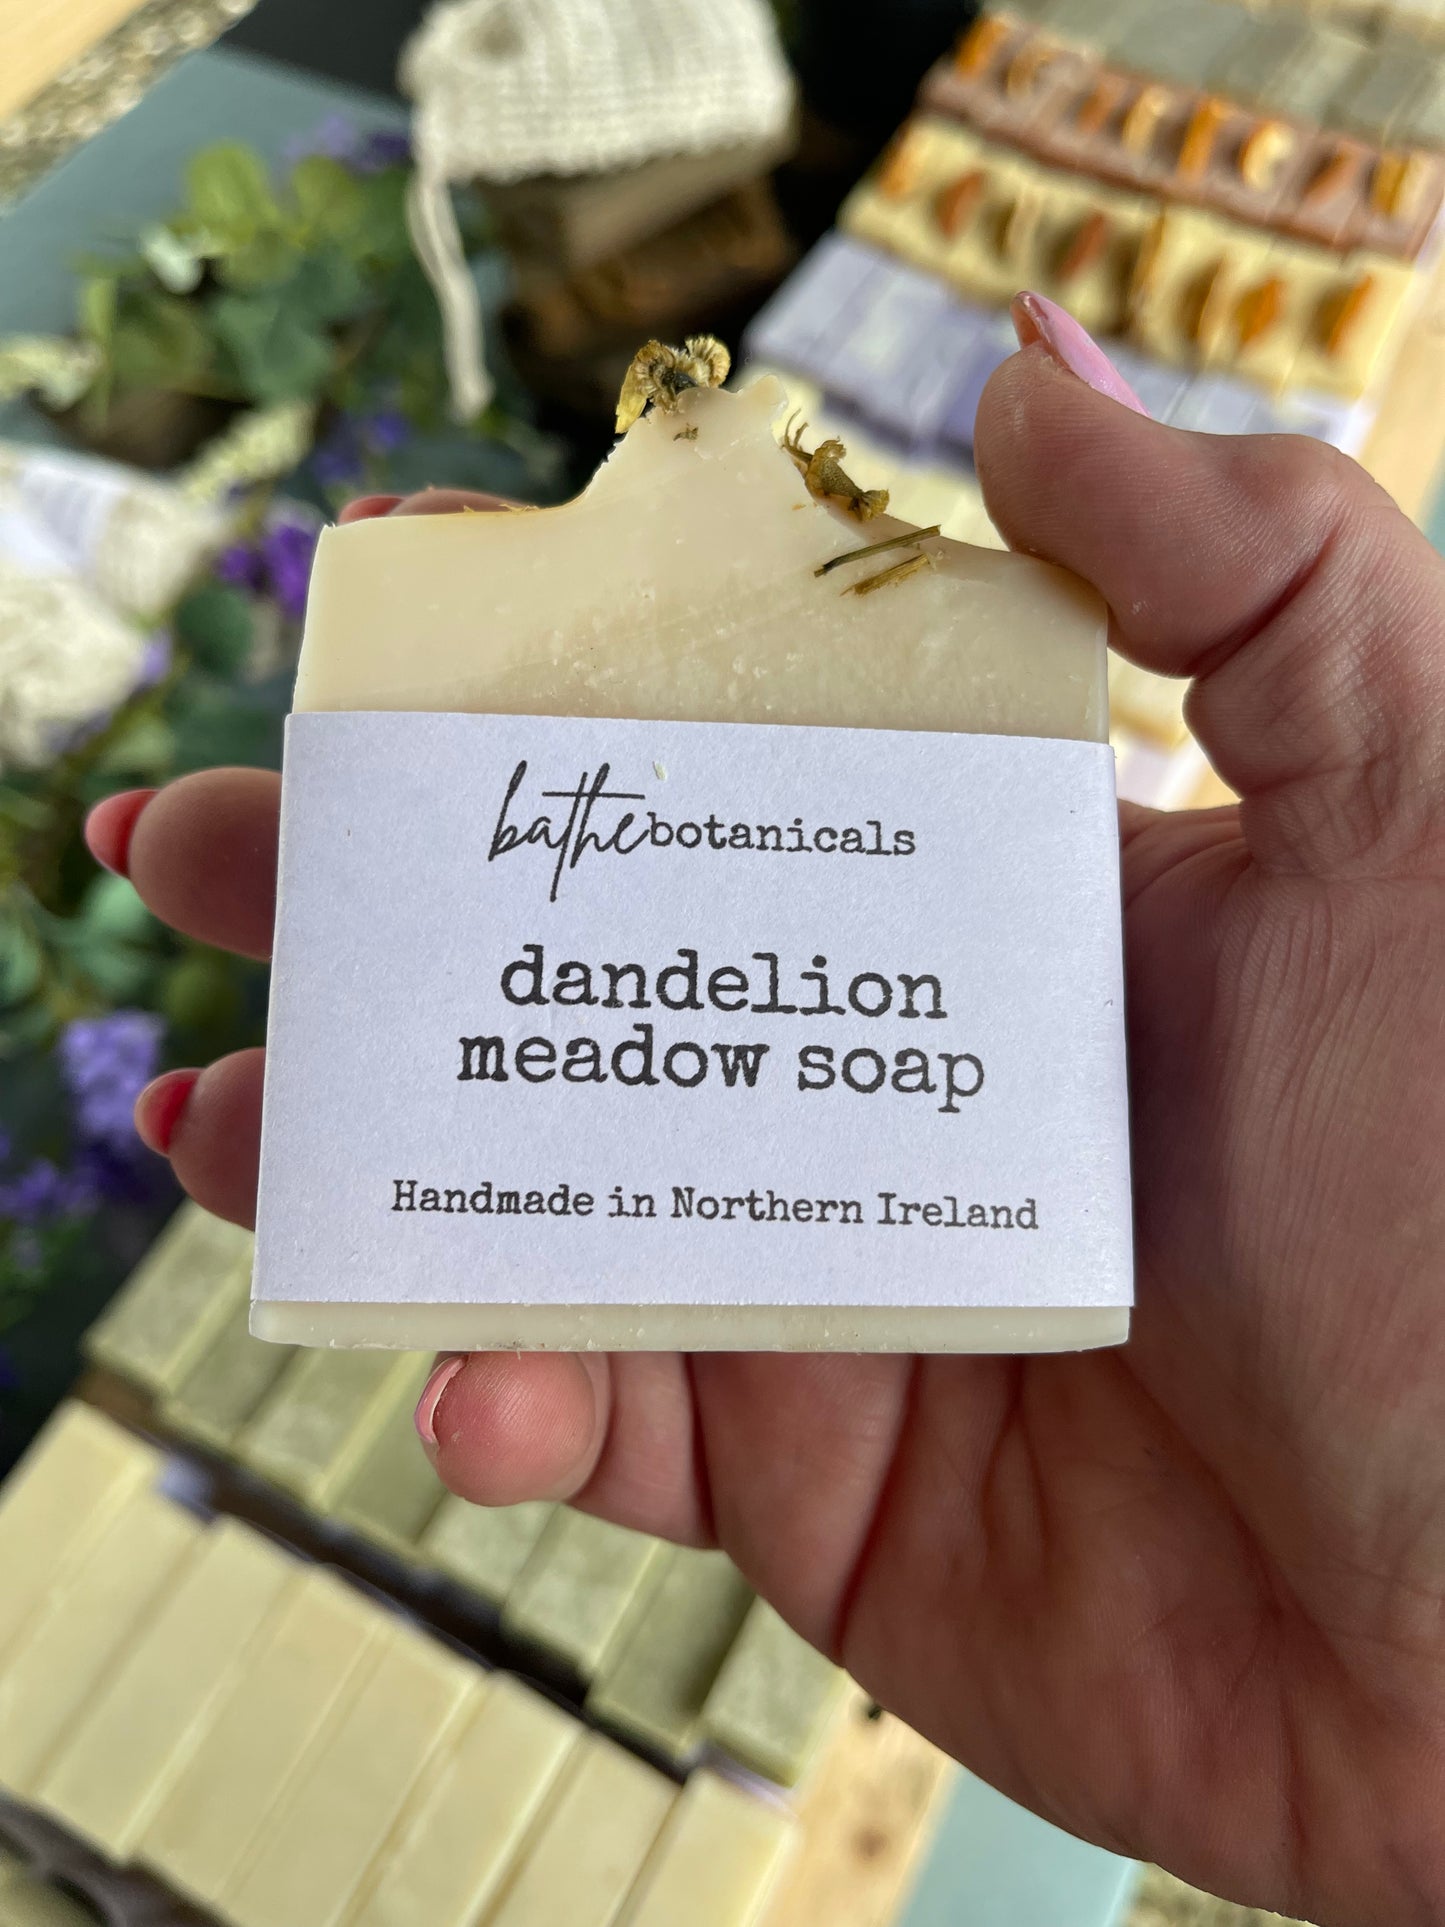 bathebotanicals
dandelion
meadow soap
Handmade in Northern Ireland